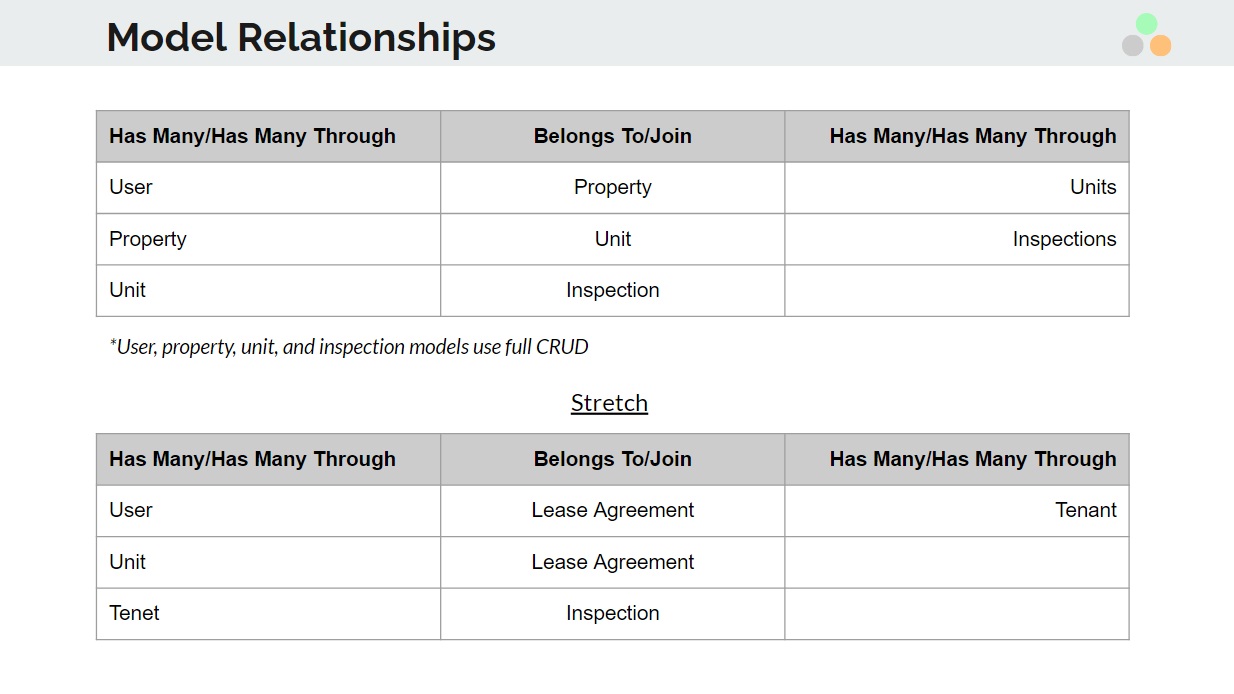 Model Relationships
Has Many/Has Many Through Belongs To/Join Has Many/Has Many Through
User Property Units
Property Unit Inspections
Unit Inspection
*User, property, unit, and inspection models use full CRUD
Stretch
Has Many/Has Many Through Belongs To/Join Has Many/Has Many Through
User Lease Agreement Tenant
Unit Lease Agreement
Tenet Inspection